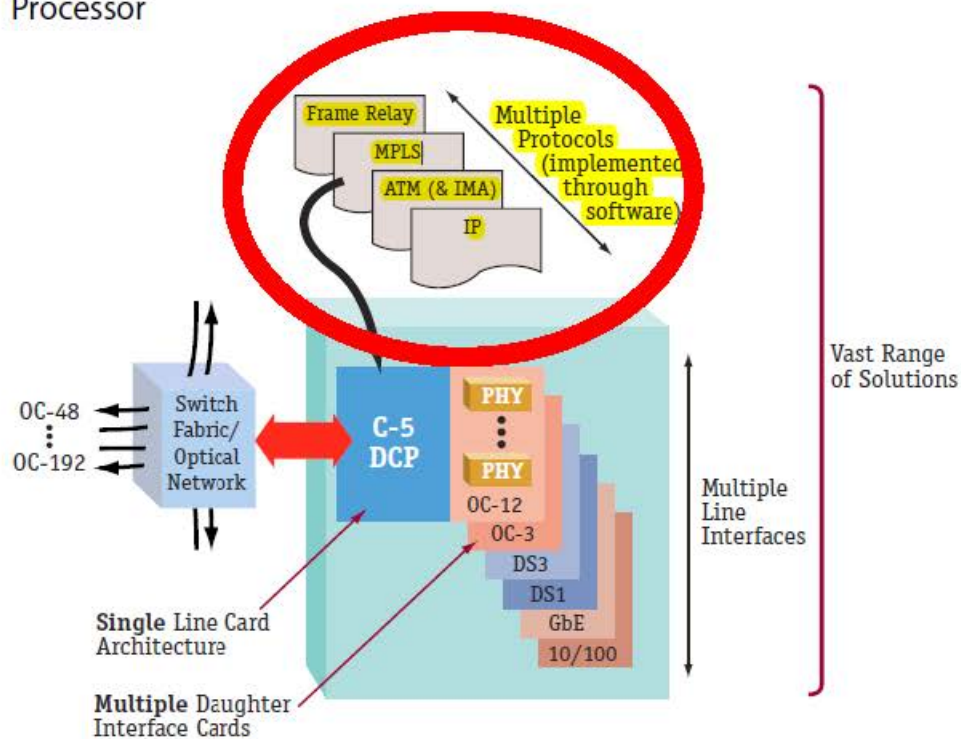 Processor
Frame Relay
MPLS
ATM (& IMA)
IP
Multiple
Protocols
(implemented
through
software)
Vast Range
of Solutions
OC-48
OC-192
Switch
Fabric/
Optical
Network
C-5
DCP
PHY
PHY
OC-12
OC-3
DS3
DS1
GbE
10/100
Multiple
Line
Interfaces
Single Line Card
Architecture
Multiple Daughter
Interface Cards